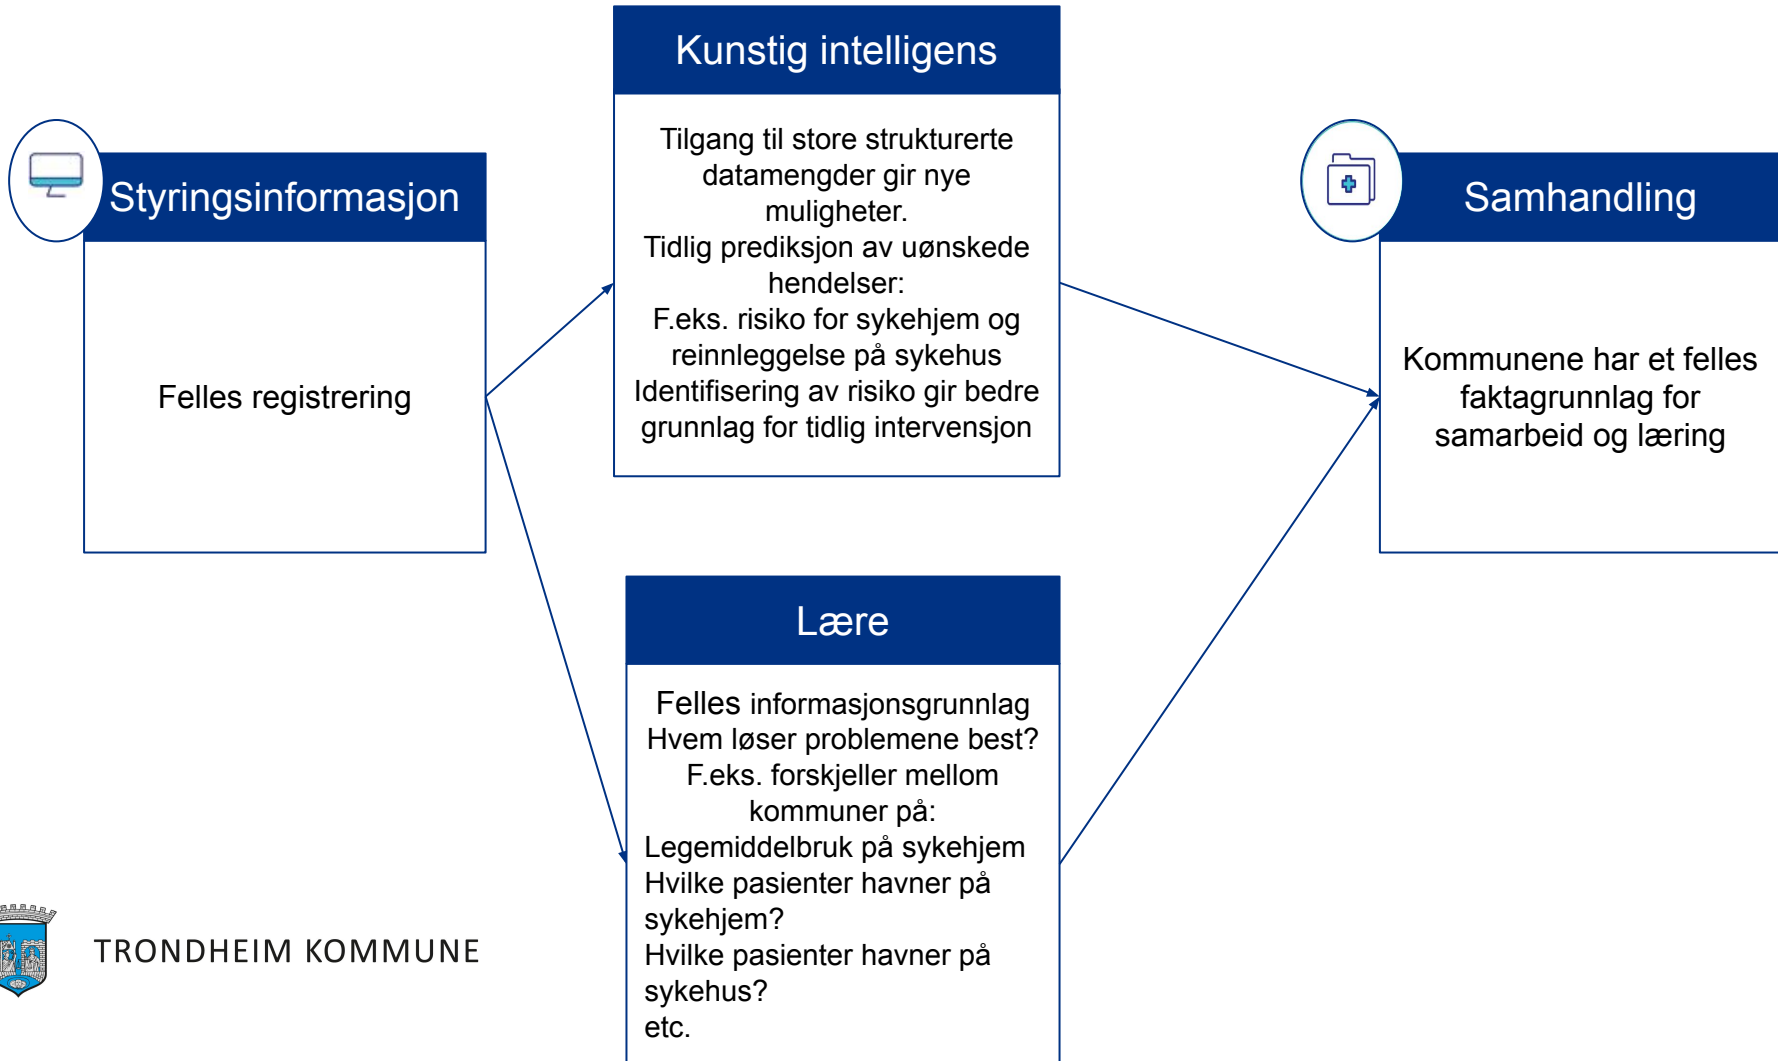 Styringsinformasjon
Felles registrering
Kunstig intelligens
Tilgang til store strukturerte
datamengder gir nye
muligheter.
Tidlig prediksjon av uønskede
hendelser:
F.eks. risiko for sykehjem og
reinnleggelse på sykehus
Identifisering av risiko gir bedre
grunnlag for tidlig intervensjon
Lære
Felles informasjonsgrunnlag
Hvem løser problemene best?
F.eks. forskjeller mellom
kommuner på:
Legemiddelbruk på sykehjem
Hvilke pasienter havner på
sykehjem?
Hvilke pasienter havner på
sykehus?
etc.
Samhandling
Kommunene har et felles
faktagrunnlag for
samarbeid og læring
TRONDHEIM KOMMUNE